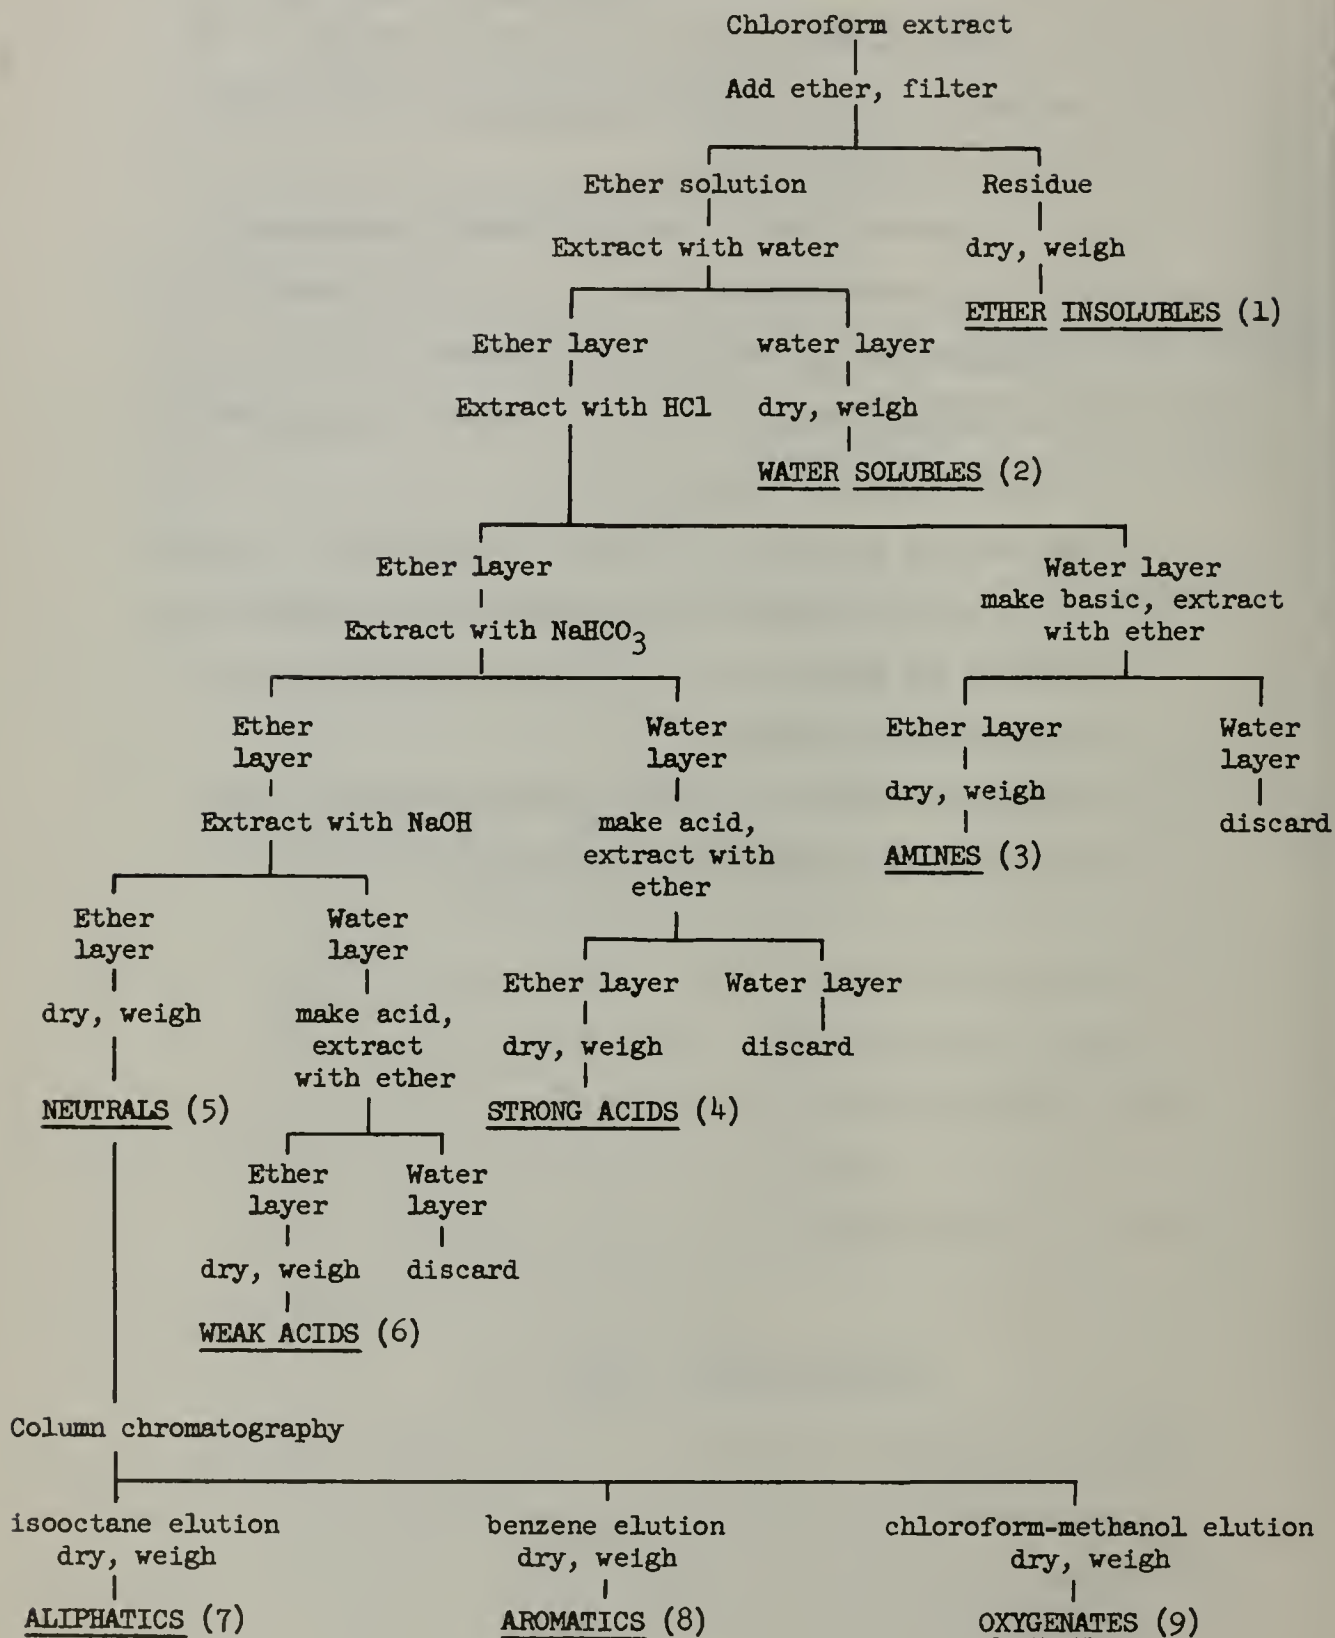 Chloroform extract
Add ether, filter
Ether solution
Residue
Extract with water
dry, weigh
ETHER INSOLUBLES (1)
Ether layer
water layer
Extract with HCl
dry, weigh
WATER SOLUBLES (2)
Ether layer
Water layer
make basic, extract
with ether
Extract with NaHCO3
Ether
layer
Water
layer
Ether layer
Water
layer
dry, weigh
discard
AMINES (3)
Extract with NaOH
make acid,
extract with
ether
Ether
layer
Water
layer
Ether layer
Water layer
dry, weigh
make acid,
extract
with ether
dry, weigh
discard
NEUTRALS (5)
STRONG ACIDS (4)
Ether
layer
Water
layer
dry, weigh
discard
WEAK ACIDS (6)
Column chromatography
isooctane elution
dry, weigh
ALIPHATICS (7)
benzene elution
dry, weigh
AROMATICS (8)
chloroform-methanol elution
dry, weigh
OXYGENATES (9)